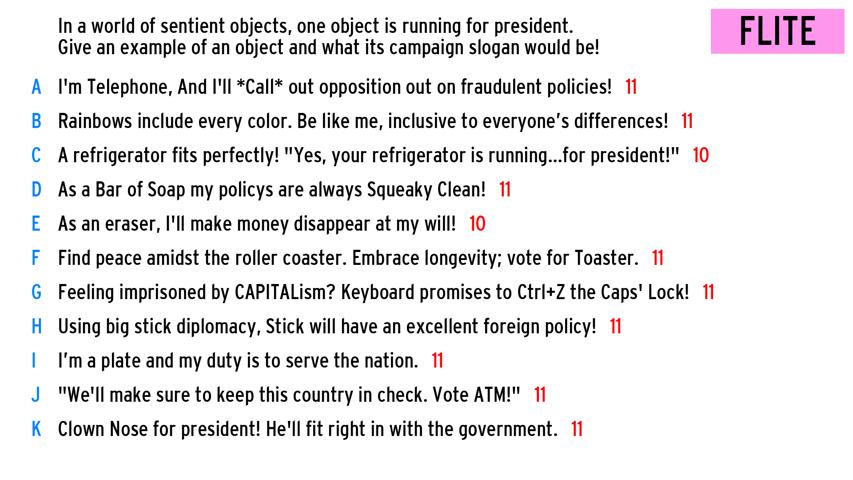 In a world of sentient objects, one object is running for president.
Give an example of an object and what its campaign slogan would be!
FLITE
A I'm Telephone, And I'll *Call* out opposition out on fraudulent policies! 11
B Rainbows include every color. Be like me, inclusive to everyone’s differences! 11
C A refrigerator fits perfectly! "Yes, your refrigerator is running...for president!" 10
D As a Bar of Soap my policys are always Squeaky Clean! 11
E As an eraser, I'll make money disappear at my will! 10
F Find peace amidst the roller coaster. Embrace longevity; vote for Toaster. 11
G Feeling imprisoned by CAPITALism? Keyboard promises to Ctrl+Z the Caps' Lock! 11
H Using big stick diplomacy, Stick will have an excellent foreign policy! 11
I I’m a plate and my duty is to serve the nation. 11
J "We'll make sure to keep this country in check. Vote ATM!" 11
K Clown Nose for president! He'll fit right in with the government. 11